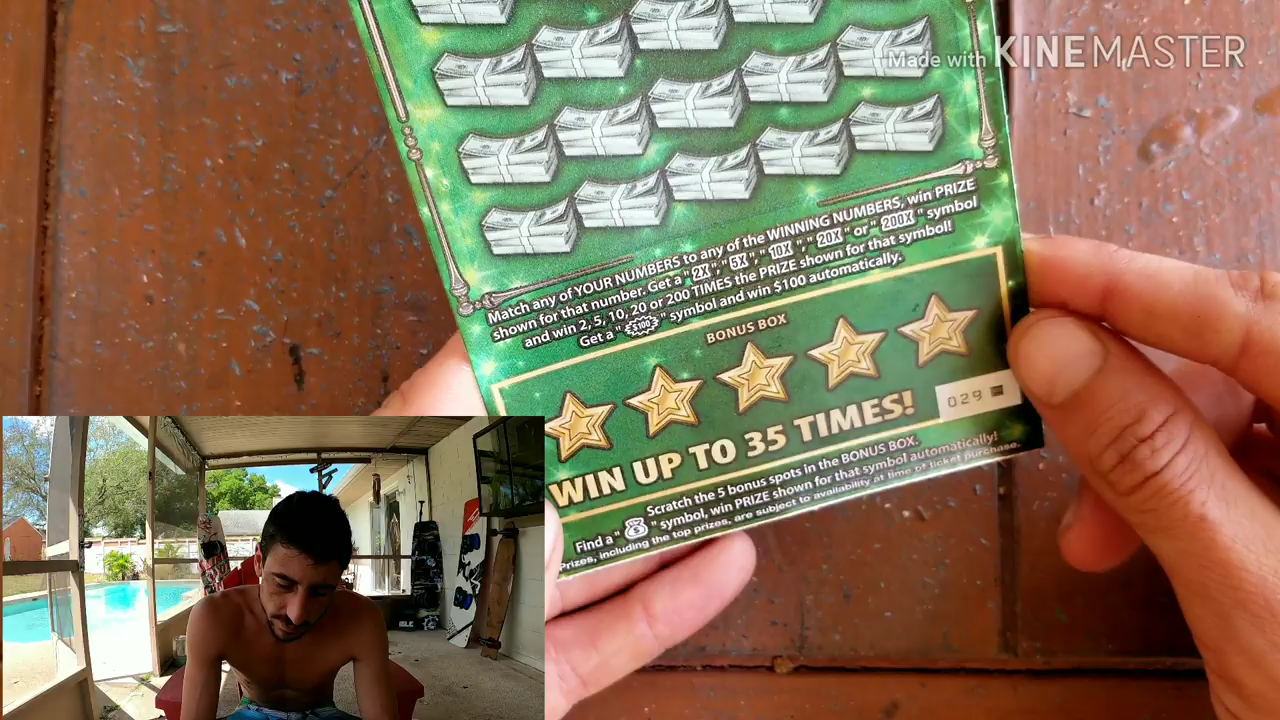 Made with KINEMASTER
Match any of YOUR NUMBERS to any of the WINNING NUMBERS, win PRIZE
shown for that number. Get a "2X", "5X", "10X", "20X" or "200X" symbol
and win 2, 5, 10, 20 or 200 TIMES the PRIZE shown for that symbol!
Get a "$100" symbol and win $100 automatically.
BONUS BOX
WIN UP TO 35 TIMES!
029
Scratch the 5 bonus spots in the BONUS BOX.
Find a " " symbol, win PRIZE shown for that symbol automatically!
Prizes, including the top prizes, are subject to availability at time of ticket purchase.